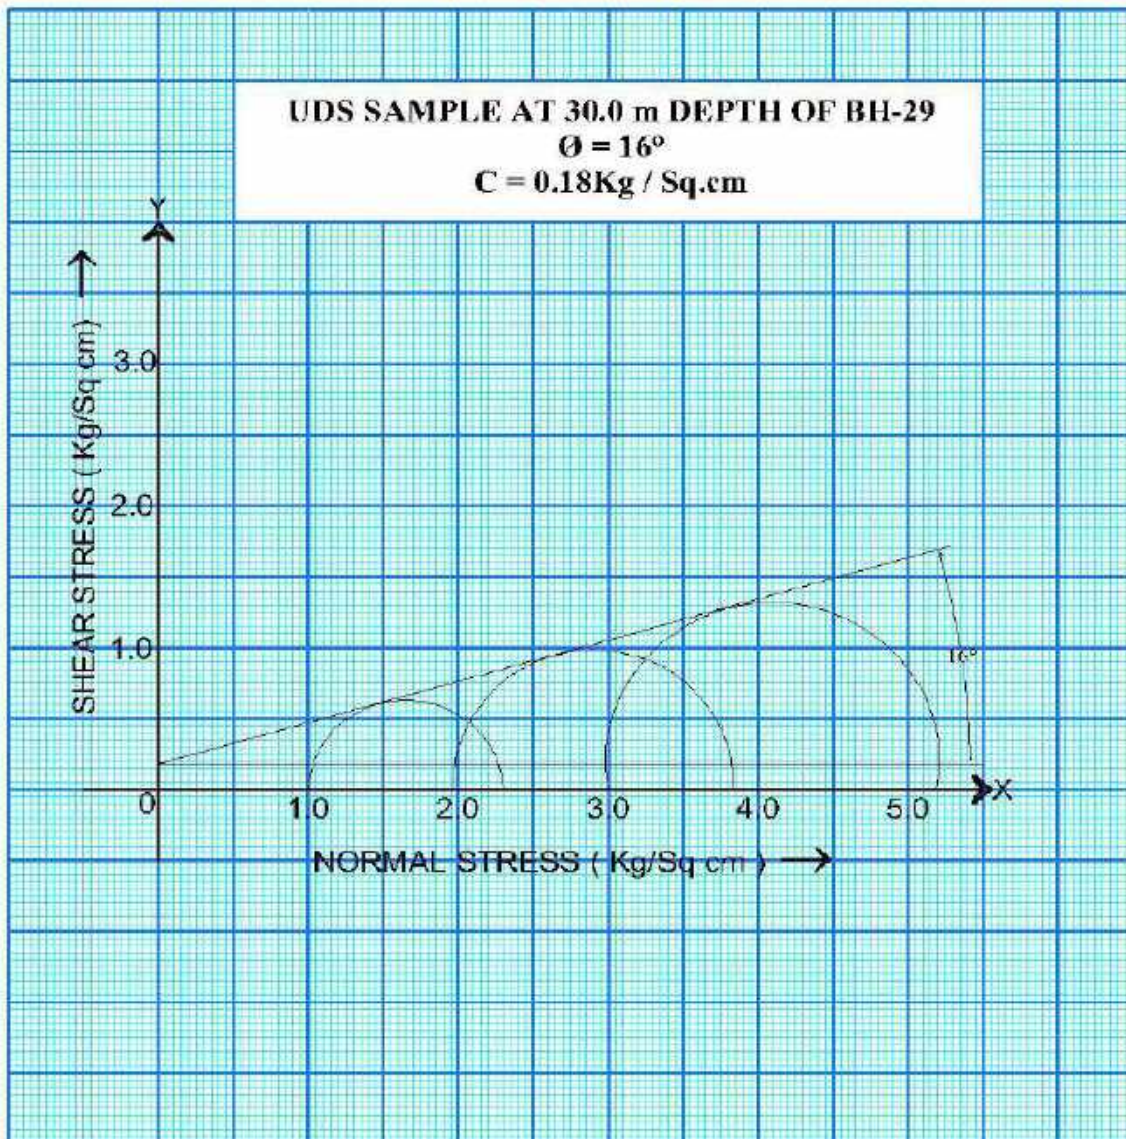 UDS SAMPLE AT 30.0 m DEPTH OF BH-29
Ø = 16°
C = 0.18Kg / Sq.cm
Y
SHEAR STRESS ( Kg/Sq cm)
3.0
2.0
1.0
16°
0
1.0
2.0
3.0
4.0
5.0
X
NORMAL STRESS ( Kg/Sq cm )